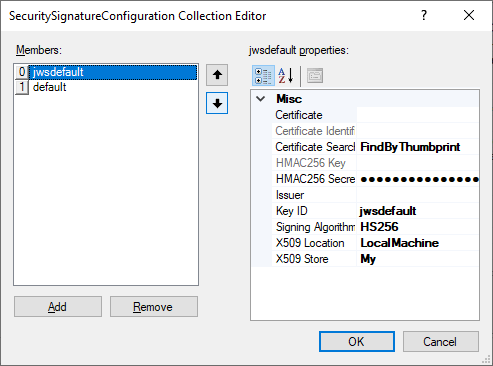 SecuritySignatureConfiguration Collection Editor
Members:
0 jwsdefault
1 default
Add
Remove
jwsdefault properties:
Misc
Certificate
Certificate Identif
Certificate Search FindByThumbprint
HMAC256 Key
HMAC256 Secre ●●●●●●●●●●●●●●●
Issuer
Key ID jwsdefault
Signing Algorithm HS256
X509 Location LocalMachine
X509 Store My
OK
Cancel